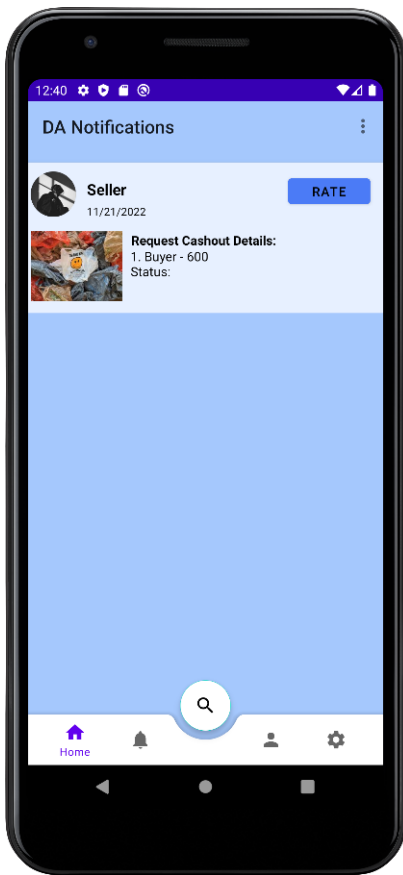 12:40
DA Notifications
Seller
RATE
11/21/2022
Request Cashout Details:
1. Buyer - 600
Status:
Home